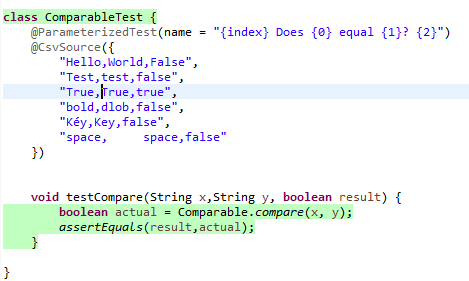 class ComparableTest {
    @ParameterizedTest(name = "{index} Does {0} equal {1}? {2}")
    @CsvSource({
        "Hello,World,False",
        "Test,test,false",
        "True,True,true",
        "bold,dlob,false",
        "Kéy,Key,false",
        "space,     space,false"
    })
    void testCompare(String x,String y, boolean result) {
        boolean actual = Comparable.compare(x, y);
        assertEquals(result,actual);
    }
}